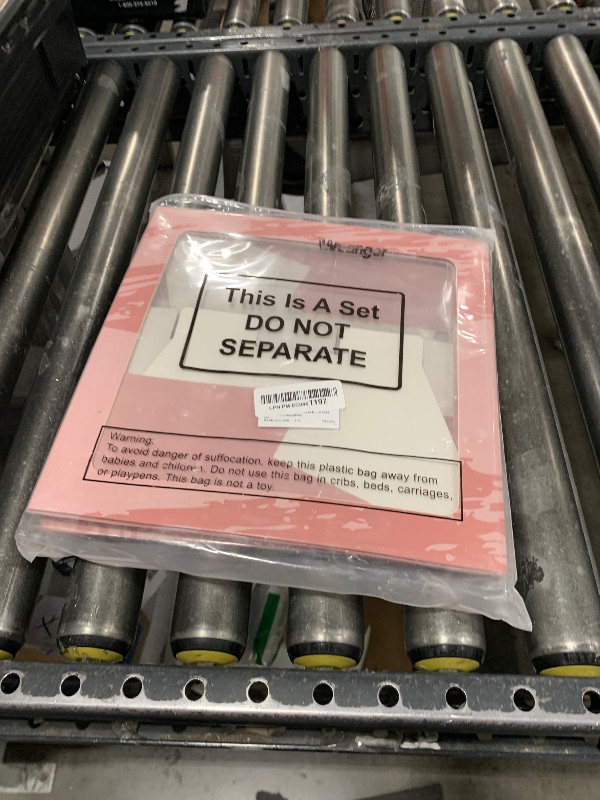 This Is A Set
DO NOT
SEPARATE
1197
Warning:
To avoid danger of suffocation, keep this plastic bag away from
babies and children. Do not use this bag in cribs, beds, carriages,
or playpens. This bag is not a toy.